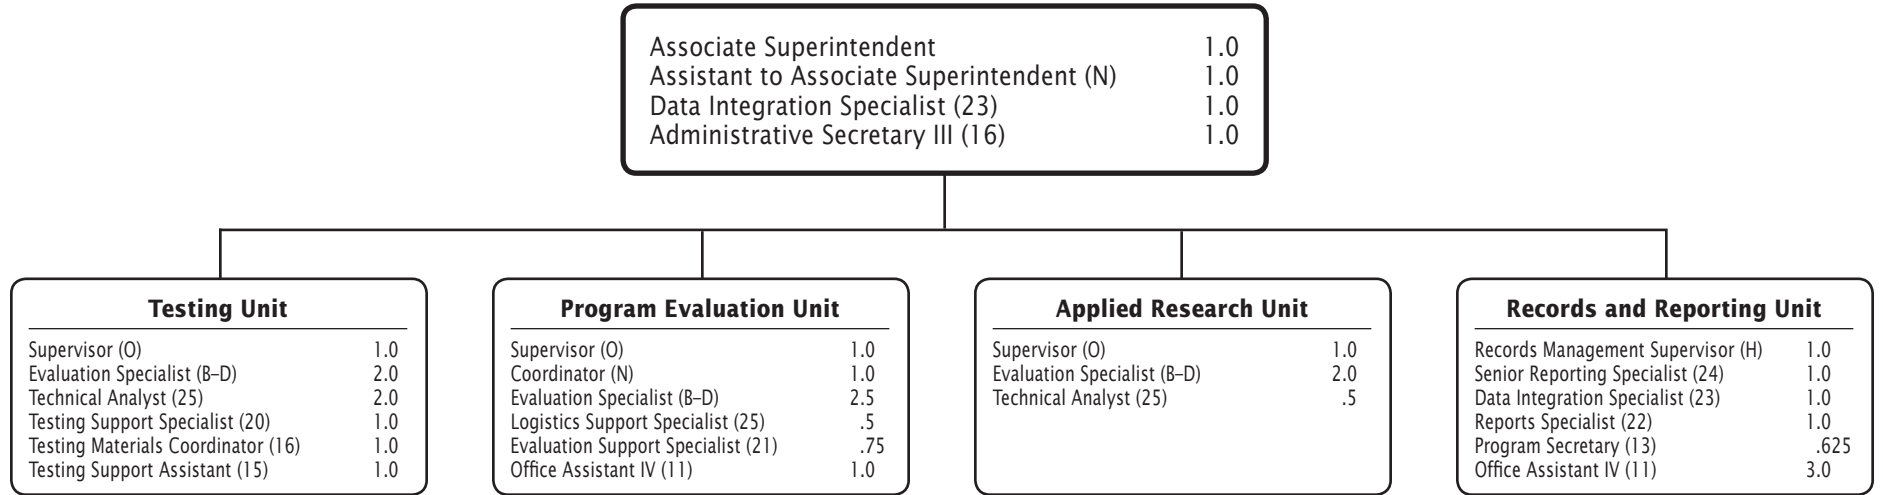 Associate Superintendent 1.0
Assistant to Associate Superintendent (N) 1.0
Data Integration Specialist (23) 1.0
Administrative Secretary III (16) 1.0
Testing Unit
Supervisor (O) 1.0
Evaluation Specialist (B–D) 2.0
Technical Analyst (25) 2.0
Testing Support Specialist (20) 1.0
Testing Materials Coordinator (16) 1.0
Testing Support Assistant (15) 1.0
Program Evaluation Unit
Supervisor (O) 1.0
Coordinator (N) 1.0
Evaluation Specialist (B–D) 2.5
Logistics Support Specialist (25) .5
Evaluation Support Specialist (21) .75
Office Assistant IV (11) 1.0
Applied Research Unit
Supervisor (O) 1.0
Evaluation Specialist (B–D) 2.0
Technical Analyst (25) .5
Records and Reporting Unit
Records Management Supervisor (H) 1.0
Senior Reporting Specialist (24) 1.0
Data Integration Specialist (23) 1.0
Reports Specialist (22) 1.0
Program Secretary (13) .625
Office Assistant IV (11) 3.0